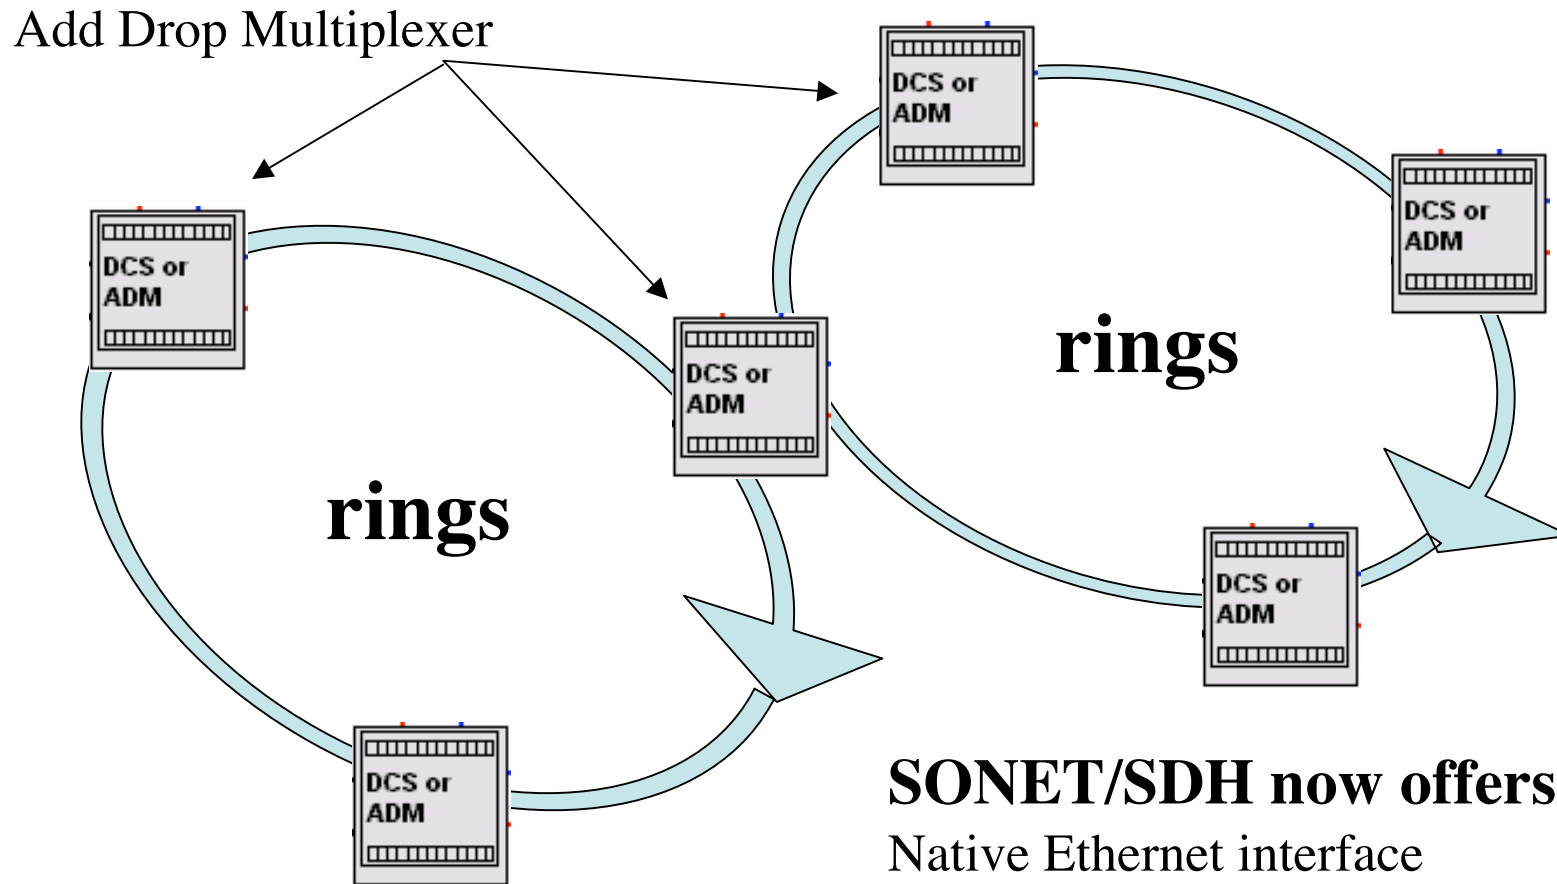 Add Drop Multiplexer
DCS or
ADM
DCS or
ADM
DCS or
ADM
DCS or
ADM
rings
rings
DCS or
ADM
DCS or
ADM
SONET/SDH now offers
Native Ethernet interface